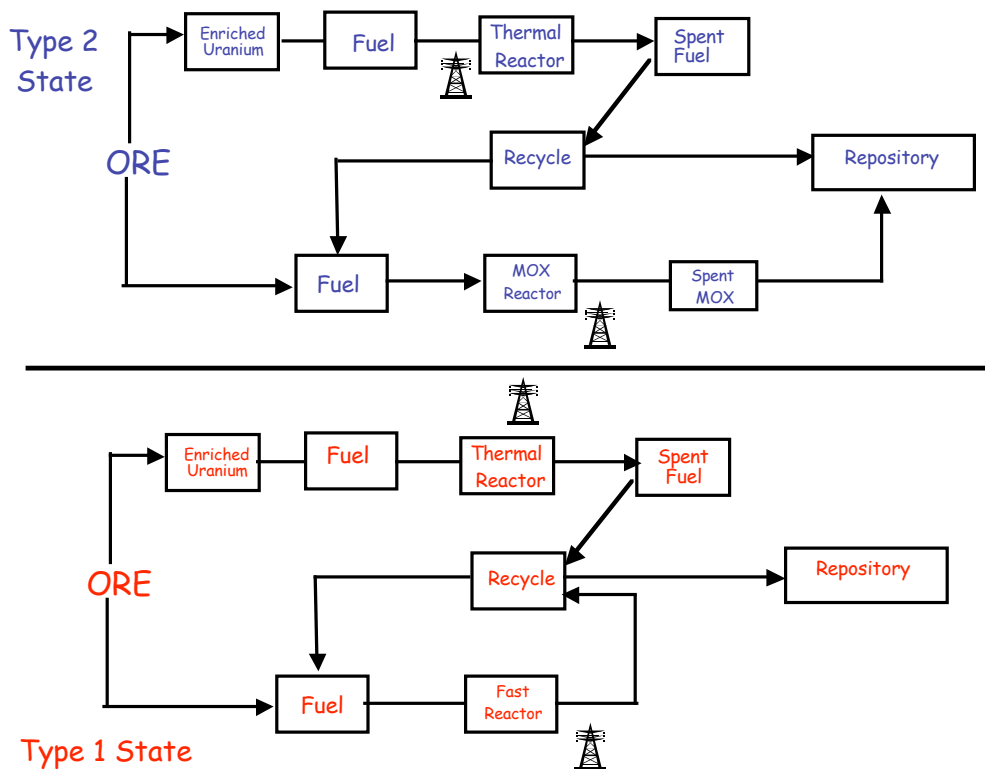 Type 2
State
Enriched
Uranium
Fuel
Thermal
Reactor
Spent
Fuel
ORE
Recycle
Repository
Fuel
MOX
Reactor
Spent
MOX
Enriched
Uranium
Fuel
Thermal
Reactor
Spent
Fuel
ORE
Recycle
Repository
Fuel
Fast
Reactor
Type 1 State